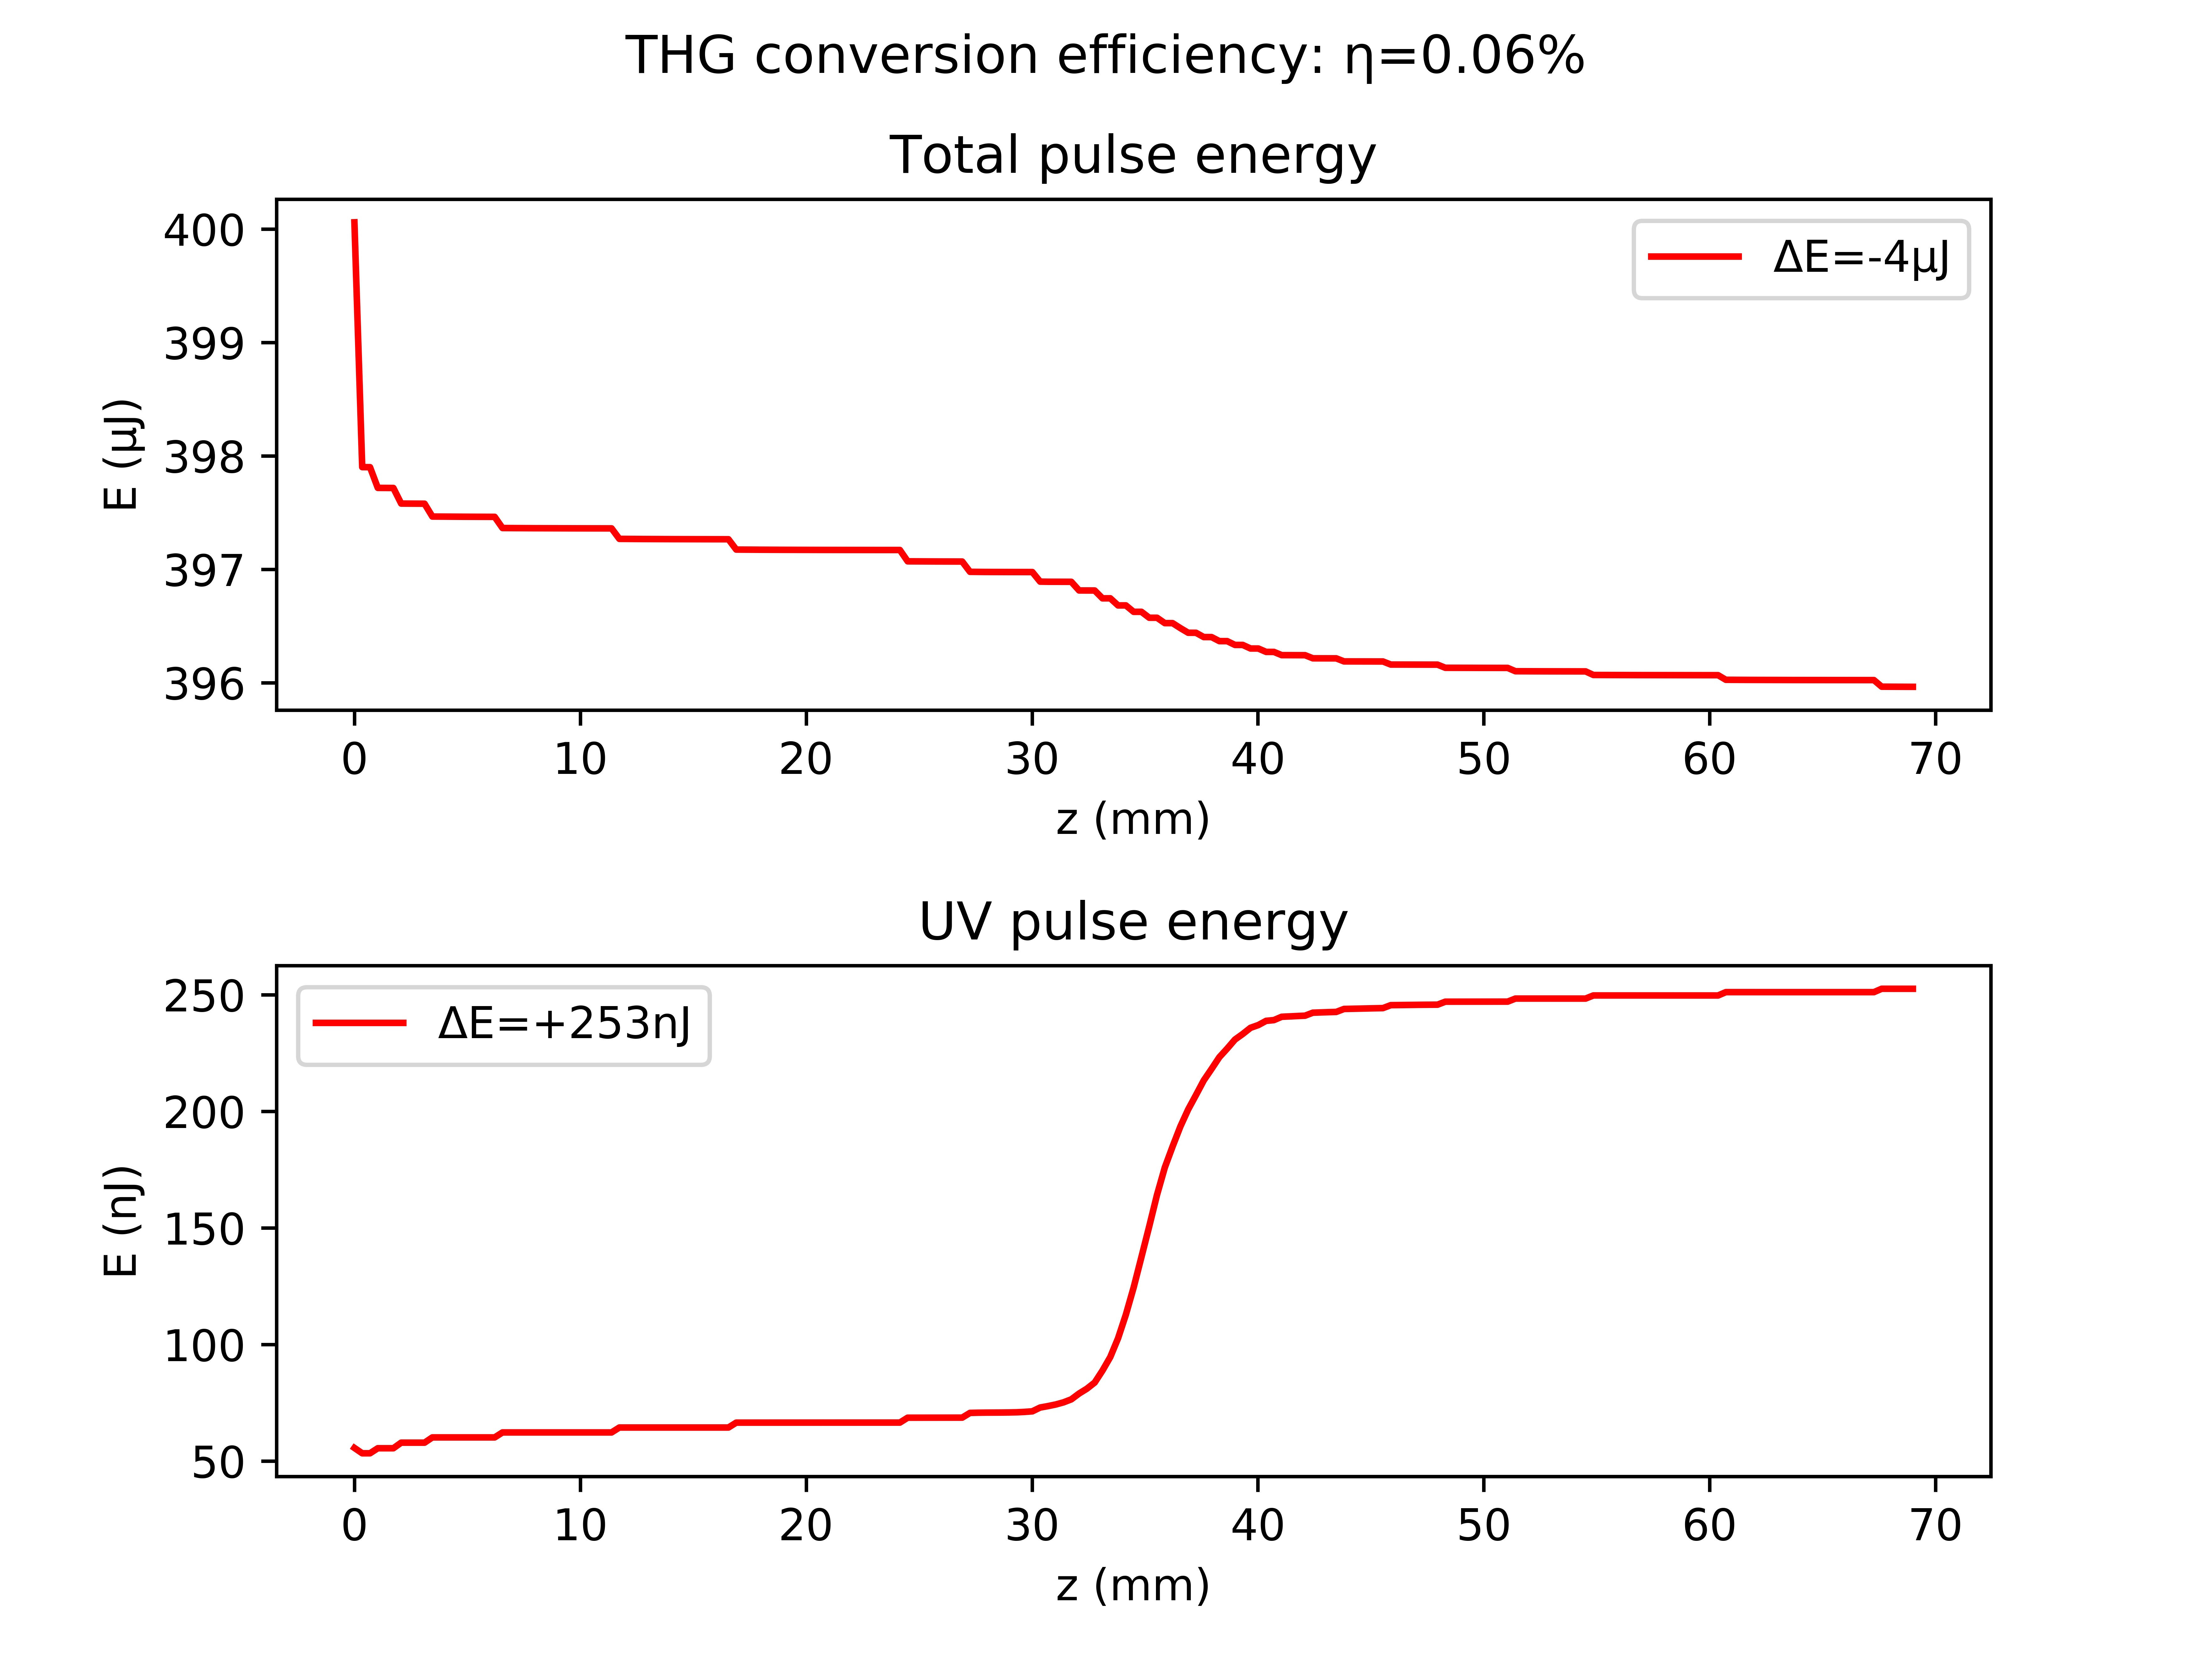 THG conversion efficiency: η=0.06%
Total pulse energy
400
399
398
397
396
E (μJ)
ΔE=-4μJ
0 10 20 30 40 50 60 70
z (mm)
UV pulse energy
250
200
150
100
50
E (nJ)
ΔE=+253nJ
0 10 20 30 40 50 60 70
z (mm)